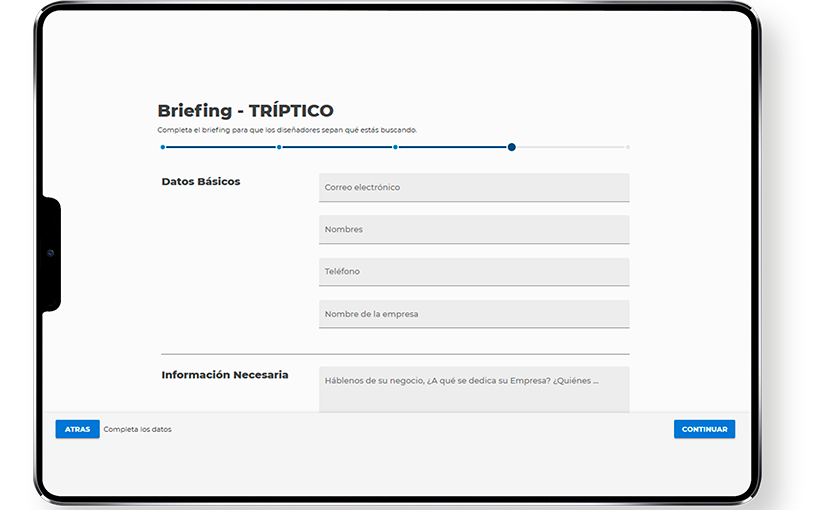 Briefing - TRÍPTICO
Completa el briefing para que los diseñadores sepan qué estás buscando.
Datos Básicos
Correo electrónico
Nombres
Teléfono
Nombre de la empresa
Información Necesaria
Háblenos de su negocio, ¿A qué se dedica su Empresa? ¿Quiénes ...
ATRAS
Completa los datos
CONTINUAR